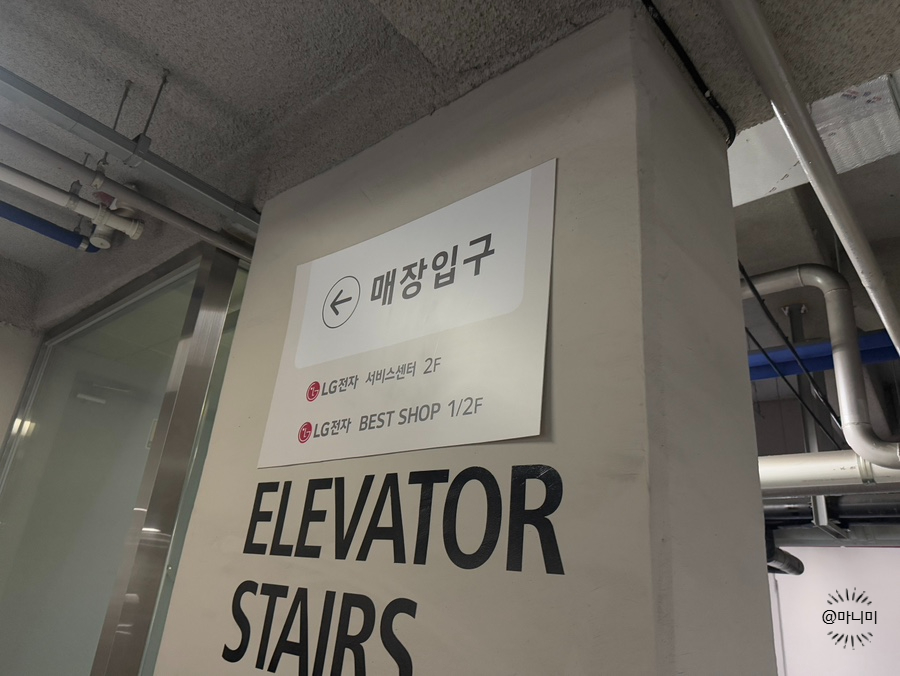 매장입구
LG전자 서비스센터 2F
LG전자 BEST SHOP 1/2F
ELEVATOR
STAIRS
@마니미